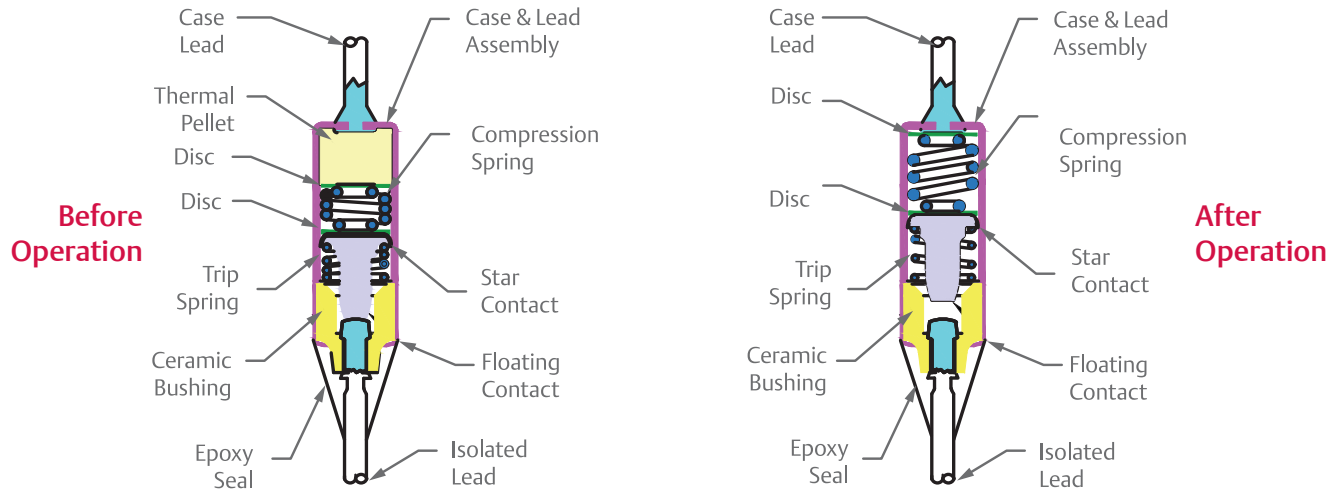 Case
Lead
Case & Lead
Assembly
Thermal
Pellet
Compression
Spring
Disc
Disc
Before
Operation
Trip
Spring
Star
Contact
Ceramic
Bushing
Floating
Contact
Epoxy
Seal
Isolated
Lead
Case
Lead
Case & Lead
Assembly
Disc
Compression
Spring
Disc
After
Operation
Trip
Spring
Star
Contact
Ceramic
Bushing
Floating
Contact
Epoxy
Seal
Isolated
Lead